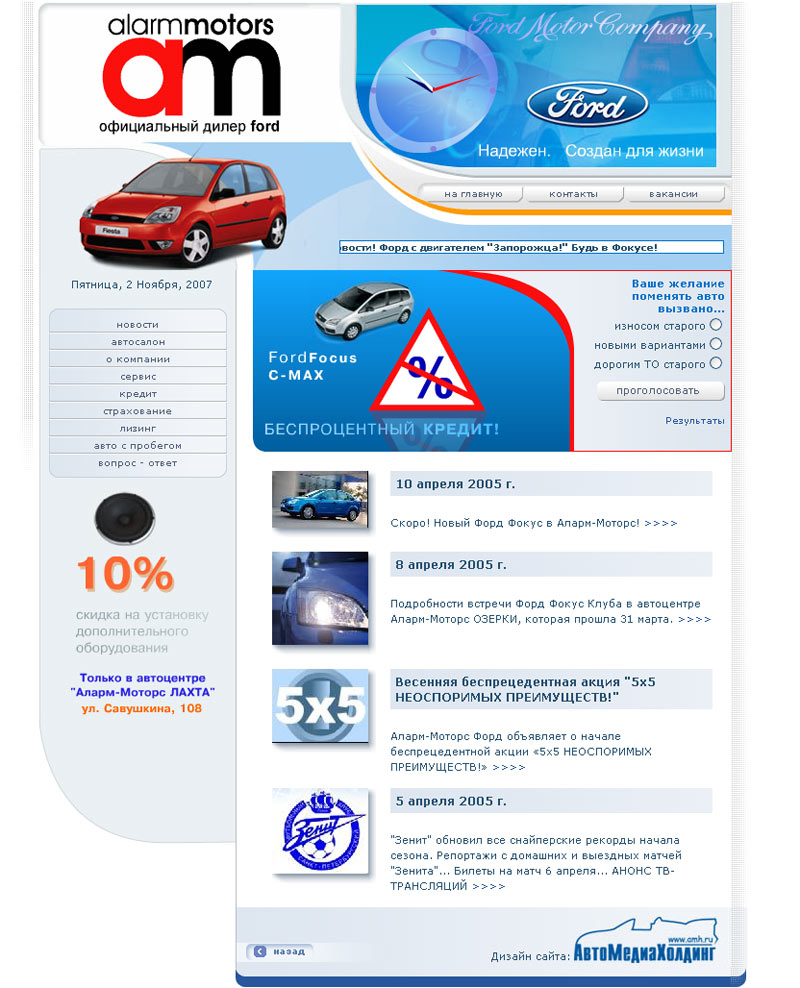 alarmmotors
am
официальный дилер ford
Ford Motor Company
Ford
Надежен. Создан для жизни
на главную
контакты
вакансии
Fiesta
овости! Форд с двигателем "Запорожца!" Будь в Фокусе!
Пятница, 2 Ноября, 2007
новости
автосалон
о компании
сервис
кредит
страхование
лизинг
авто с пробегом
вопрос - ответ
10%
скидка на установку
дополнительного
оборудования
Только в автоцентре
"Аларм-Моторс ЛАХТА"
ул. Савушкина, 108
FordFocus
C-MAX
%
БЕСПРОЦЕНТНЫЙ КРЕДИТ!
Ваше желание
поменять авто
вызвано...
износом старого
новыми вариантами
дорогим ТО старого
проголосовать
Результаты
10 апреля 2005 г.
Скоро! Новый Форд Фокус в Аларм-Моторс! >>>>
8 апреля 2005 г.
Подробности встречи Форд Фокус Клуба в автоцентре
Аларм-Моторс ОЗЕРКИ, которая прошла 31 марта. >>>>
5x5
Весенняя беспрецедентная акция "5x5
НЕОСПОРИМЫХ ПРЕИМУЩЕСТВ!"
Аларм-Моторс Форд объявляет о начале
беспрецедентной акции «5x5 НЕОСПОРИМЫХ
ПРЕИМУЩЕСТВ!» >>>>
Зенитъ
САНКТ-ПЕТЕРБУРГ
5 апреля 2005 г.
"Зенит" обновил все снайперские рекорды начала
сезона. Репортажи с домашних и выездных матчей
"Зенита"... Билеты на матч 6 апреля... АНОНС ТВ-
ТРАНСЛЯЦИЙ >>>>
назад
Дизайн сайта:
www.amh.ru
АвтоМедиаХолдинг